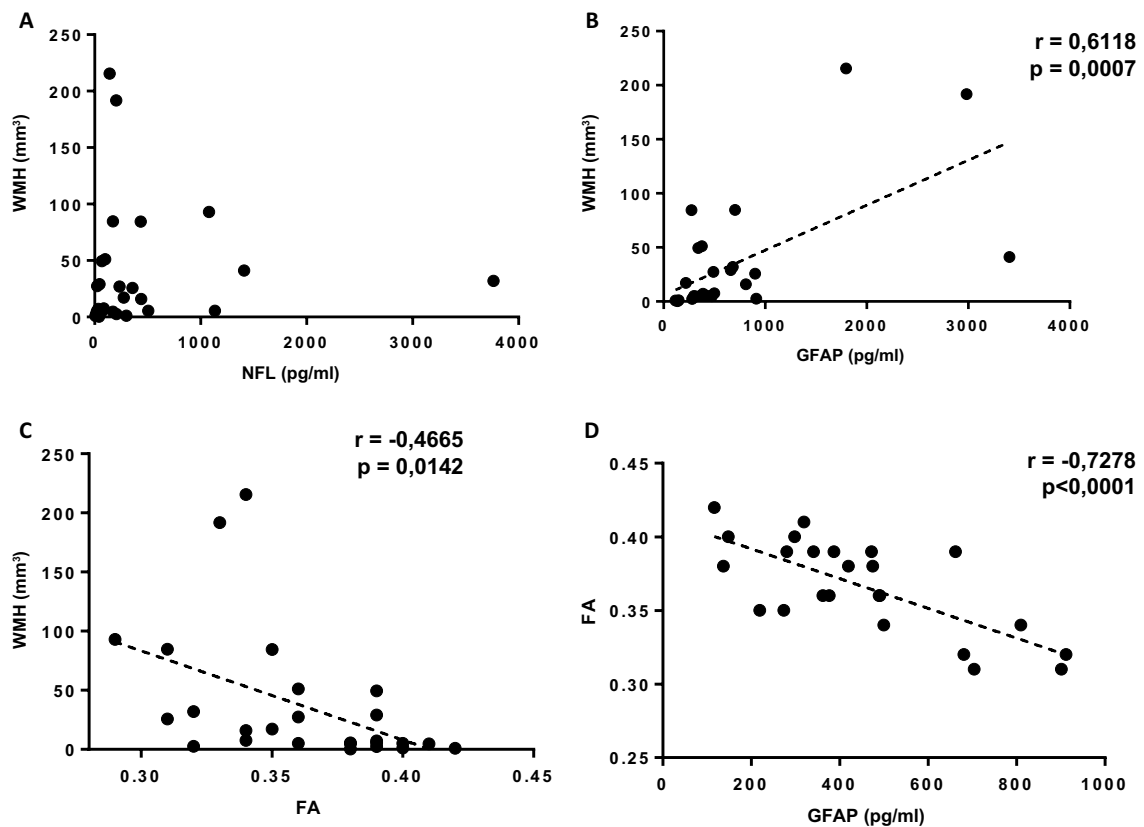 A
250
200
150
100
50
0
WMH (mm³)
0 1000 2000 3000 4000
NFL (pg/ml)
B
r = 0,6118
p = 0,0007
250
200
150
100
50
0
WMH (mm³)
0 1000 2000 3000 4000
GFAP (pg/ml)
C
r = -0,4665
p = 0,0142
250
200
150
100
50
0
WMH (mm³)
0.30 0.35 0.40 0.45
FA
D
r = -0,7278
p<0,0001
0.45
0.40
0.35
0.30
0.25
FA
0 200 400 600 800 1000
GFAP (pg/ml)